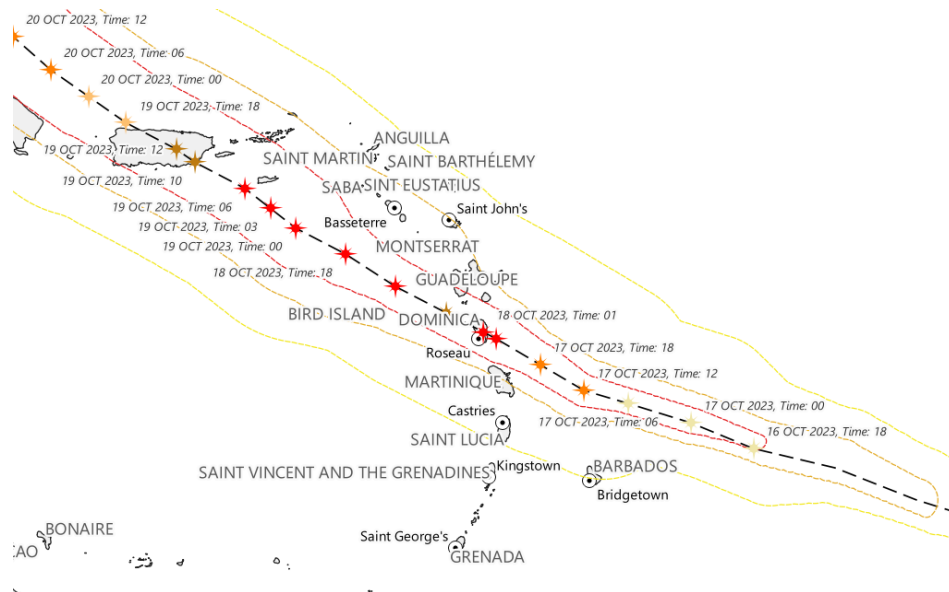 20 OCT 2023, Time: 12
20 OCT 2023, Time: 06
20 OCT 2023, Time: 00
19 OCT 2023, Time: 18
ANGUILLA
19 OCT 2023, Time: 12
SAINT MARTIN
SAINT BARTHÉLEMY
19 OCT 2023, Time: 10
SABA
SINT EUSTATIUS
19 OCT 2023, Time: 06
Basseterre
Saint John's
19 OCT 2023, Time: 03
19 OCT 2023, Time: 00
MONTSERRAT
18 OCT 2023, Time: 18
GUADELOUPE
BIRD ISLAND
DOMINICA
18 OCT 2023, Time: 01
Roseau
17 OCT 2023, Time: 18
MARTINIQUE
17 OCT 2023, Time: 12
Castries
17 OCT 2023, Time: 06
17 OCT 2023, Time: 00
SAINT LUCIA
16 OCT 2023, Time: 18
SAINT VINCENT AND THE GRENADINES
Kingstown
BARBADOS
Bridgetown
BONAIRE
Saint George's
CAO
GRENADA